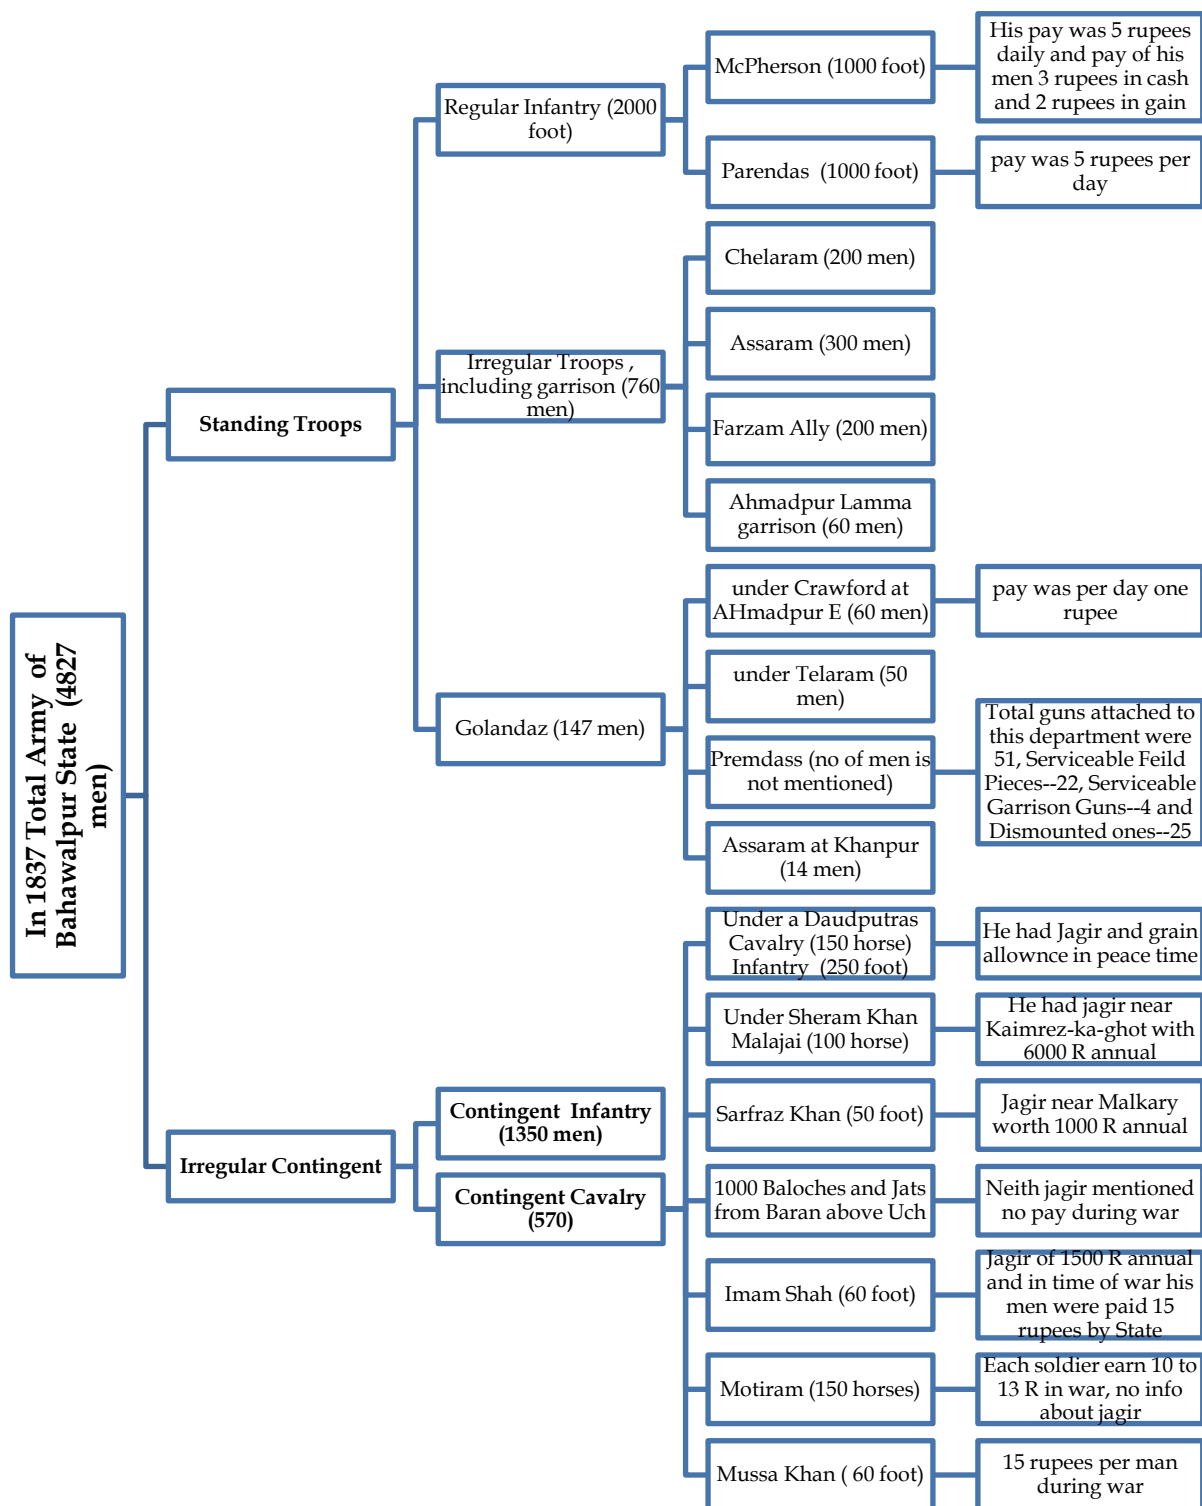 In 1837 Total Army of
Bahawalpur State (4827
men)
Standing Troops
Regular Infantry (2000
foot)
McPherson (1000 foot)
His pay was 5 rupees
daily and pay of his
men 3 rupees in cash
and 2 rupees in gain
Parendas (1000 foot)
pay was 5 rupees per
day
Irregular Troops ,
including garrison (760
men)
Chelaram (200 men)
Assaram (300 men)
Farzam Ally (200 men)
Ahmadpur Lamma
garrison (60 men)
Golandaz (147 men)
under Crawford at
AHmadpur E (60 men)
pay was per day one
rupee
under Telaram (50
men)
Premdass (no of men is
not mentioned)
Total guns attached to
this department were
51, Serviceable Feild
Pieces--22, Serviceable
Garrison Guns--4 and
Dismounted ones--25
Assaram at Khanpur
(14 men)
Irregular Contingent
Contingent Infantry
(1350 men)
Contingent Cavalry
(570)
Under a Daudputras
Cavalry (150 horse)
Infantry (250 foot)
He had Jagir and grain
allownce in peace time
Under Sheram Khan
Malajai (100 horse)
He had jagir near
Kaimrez-ka-ghot with
6000 R annual
Sarfraz Khan (50 foot)
Jagir near Malkary
worth 1000 R annual
1000 Baloches and Jats
from Baran above Uch
Neith jagir mentioned
no pay during war
Imam Shah (60 foot)
Jagir of 1500 R annual
and in time of war his
men were paid 15
rupees by State
Motiram (150 horses)
Each soldier earn 10 to
13 R in war, no info
about jagir
Mussa Khan ( 60 foot)
15 rupees per man
during war